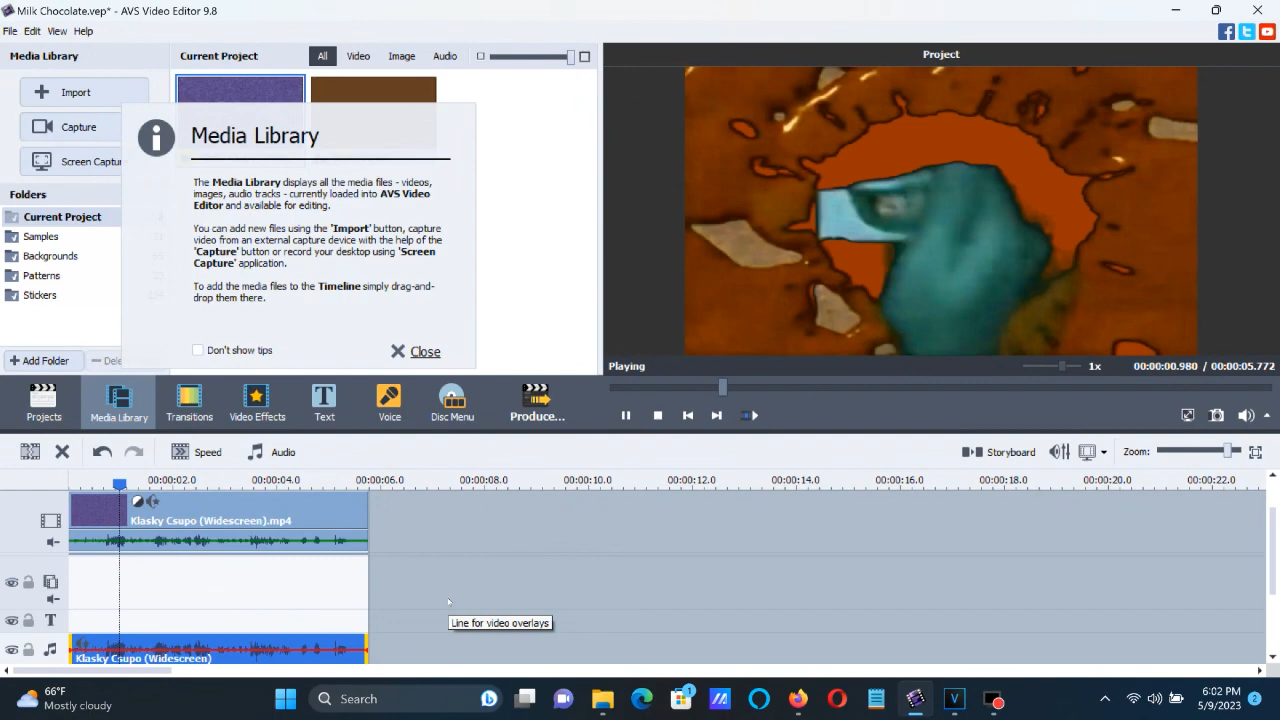 Milk Chocolate.vep* - AVS Video Editor 9.8
File Edit View Help
Media Library
Current Project
All
Video
Image
Audio
Project
Import
Capture
Screen Captu
Folders
Current Project
Samples
Backgrounds
Patterns
Stickers
Add Folder
Dele
Media Library
The Media Library displays all the media files - videos,
images, audio tracks - currently loaded into AVS Video
Editor and available for editing.
You can add new files using the 'Import' button, capture
video from an external capture device with the help of the
'Capture' button or record your desktop using 'Screen
Capture' application.
To add the media files to the Timeline simply drag-and-
drop them there.
Don't show tips
Close
Playing
1x
00:00:00.980 / 00:00:05.772
Projects
Media Library
Transitions
Video Effects
Text
Voice
Disc Menu
Produce...
Speed
Audio
Storyboard
Zoom:
00:00:02.0 00:00:04.0 00:00:06.0 00:00:08.0 00:00:10.0 00:00:12.0 00:00:14.0 00:00:16.0 00:00:18.0 00:00:20.0 00:00:22.0
Klasky Csupo (Widescreen).mp4
Line for video overlays
T
Klasky Csupo (Widescreen)
66°F
Mostly cloudy
Search
1
6:02 PM
5/9/2023
2